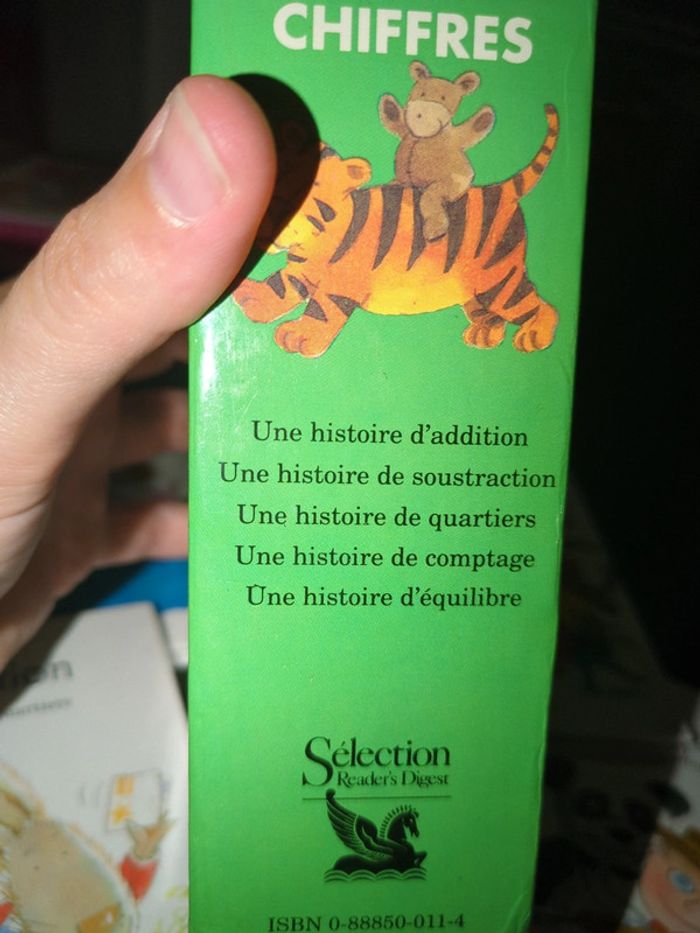 CHIFFRES
Une histoire d'addition
Une histoire de soustraction
Une histoire de quartiers
Une histoire de comptage
Une histoire d'équilibre
Sélection
Reader's Digest
ISBN 0-88850-011-4